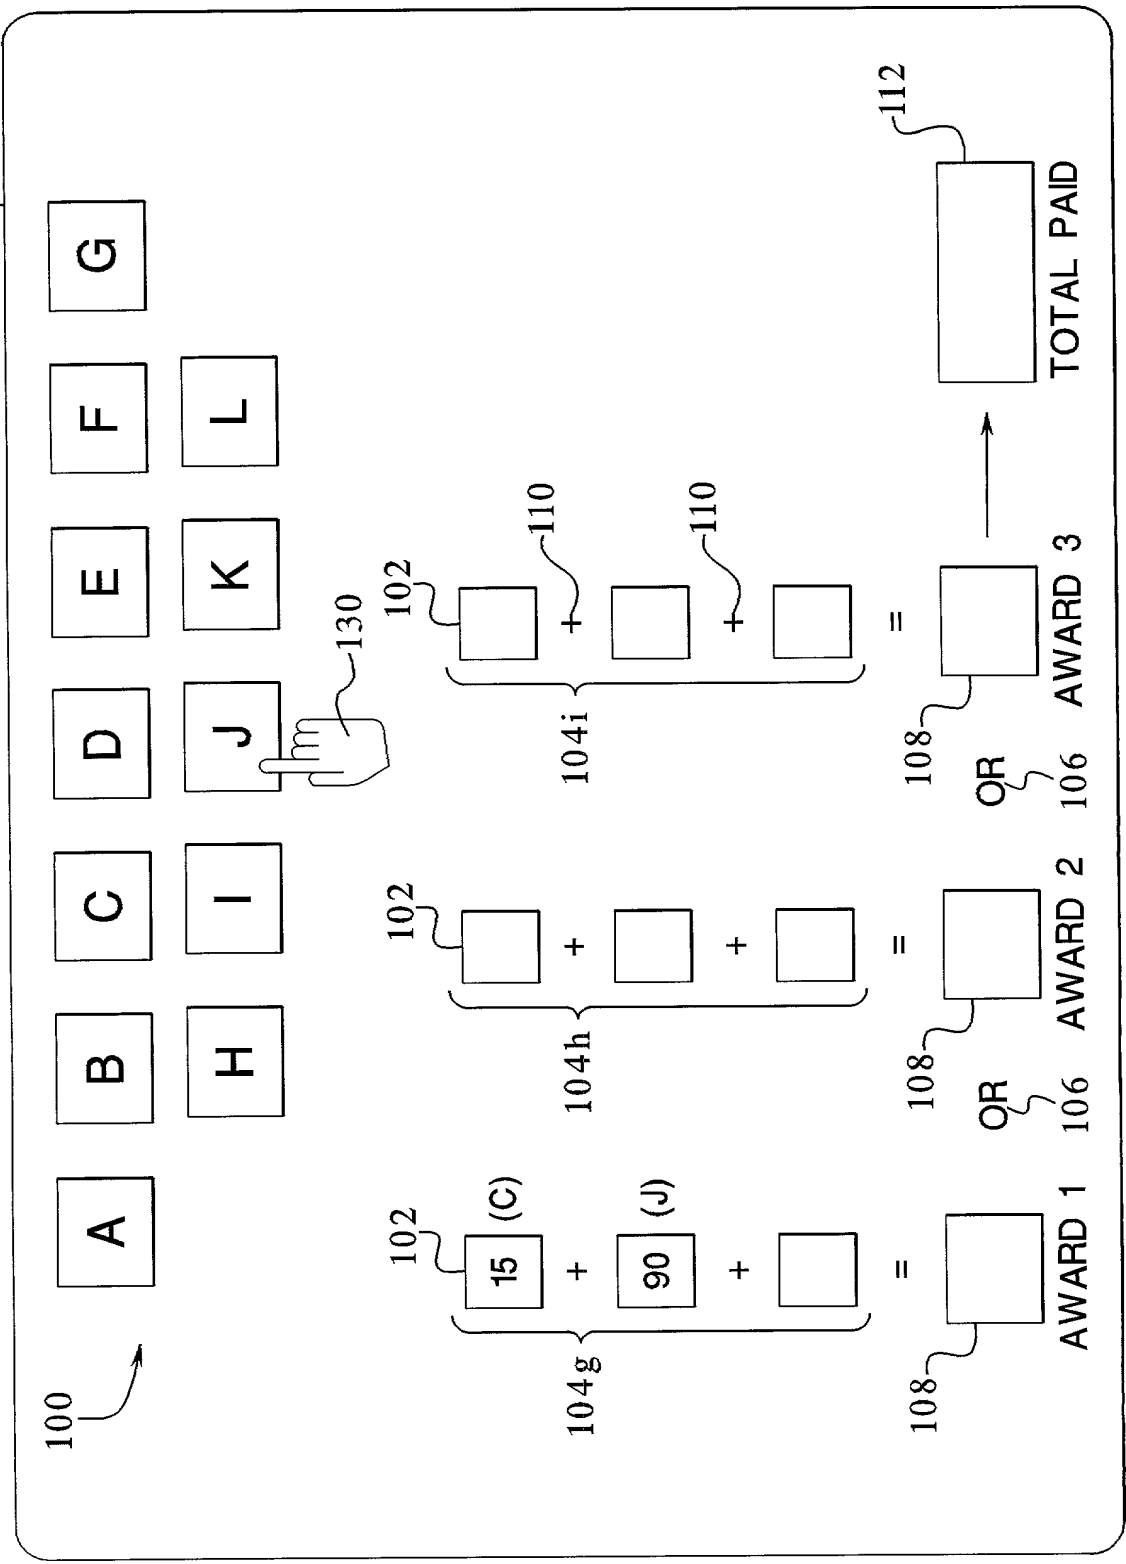 100
A B C D E F G
H I J K L
130
102 102 102
15 (C)
+ + + 110
104g 104h 104i
90 (J)
+ + + 110
= = =
108 108 108 112
OR OR
AWARD 1 106 AWARD 2 106 AWARD 3 TOTAL PAID